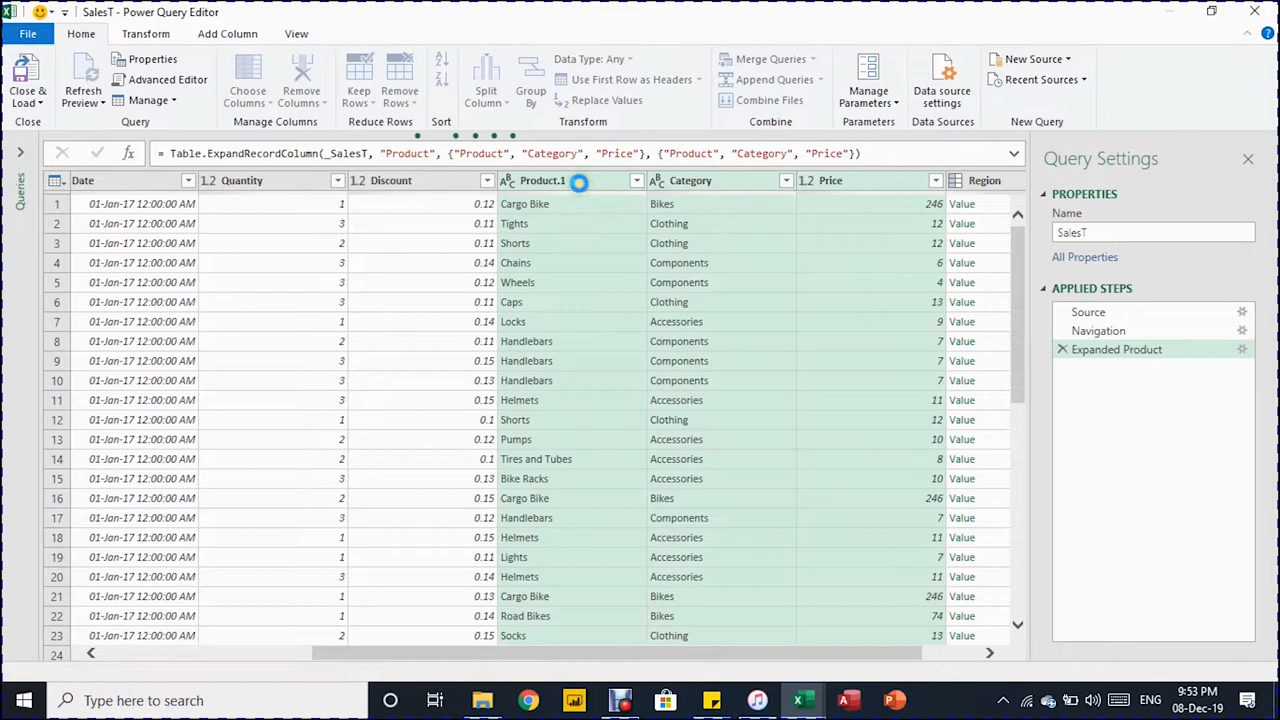 SalesT - Power Query Editor
File Home Transform Add Column View
Close & Load
Refresh Preview
Properties
Advanced Editor
Manage
Choose Columns
Remove Columns
Keep Rows
Remove Rows
Split Column
Group By
Data Type: Any
Use First Row as Headers
Replace Values
Merge Queries
Append Queries
Combine Files
Manage Parameters
Data source settings
New Source
Recent Sources
Close Query Manage Columns Reduce Rows Sort Transform Combine Parameters Data Sources New Query
= Table.ExpandRecordColumn(_SalesT, "Product", {"Product", "Category", "Price"}, {"Product", "Category", "Price"})
Queries
Date 1.2 Quantity 1.2 Discount ABC Product.1 ABC Category 1.2 Price Region
1 01-Jan-17 12:00:00 AM 1 0.12 Cargo Bike Bikes 246 Value
2 01-Jan-17 12:00:00 AM 3 0.11 Tights Clothing 12 Value
3 01-Jan-17 12:00:00 AM 2 0.11 Shorts Clothing 12 Value
4 01-Jan-17 12:00:00 AM 3 0.14 Chains Components 6 Value
5 01-Jan-17 12:00:00 AM 3 0.12 Wheels Components 4 Value
6 01-Jan-17 12:00:00 AM 3 0.11 Caps Clothing 13 Value
7 01-Jan-17 12:00:00 AM 1 0.14 Locks Accessories 9 Value
8 01-Jan-17 12:00:00 AM 2 0.11 Handlebars Components 7 Value
9 01-Jan-17 12:00:00 AM 3 0.15 Handlebars Components 7 Value
10 01-Jan-17 12:00:00 AM 3 0.13 Handlebars Components 7 Value
11 01-Jan-17 12:00:00 AM 3 0.15 Helmets Accessories 11 Value
12 01-Jan-17 12:00:00 AM 1 0.1 Shorts Clothing 12 Value
13 01-Jan-17 12:00:00 AM 2 0.12 Pumps Accessories 10 Value
14 01-Jan-17 12:00:00 AM 2 0.1 Tires and Tubes Accessories 8 Value
15 01-Jan-17 12:00:00 AM 3 0.13 Bike Racks Accessories 10 Value
16 01-Jan-17 12:00:00 AM 2 0.15 Cargo Bike Bikes 246 Value
17 01-Jan-17 12:00:00 AM 3 0.12 Handlebars Components 7 Value
18 01-Jan-17 12:00:00 AM 1 0.15 Helmets Accessories 11 Value
19 01-Jan-17 12:00:00 AM 1 0.11 Lights Accessories 7 Value
20 01-Jan-17 12:00:00 AM 3 0.14 Helmets Accessories 11 Value
21 01-Jan-17 12:00:00 AM 1 0.13 Cargo Bike Bikes 246 Value
22 01-Jan-17 12:00:00 AM 1 0.14 Road Bikes Bikes 74 Value
23 01-Jan-17 12:00:00 AM 2 0.15 Socks Clothing 13 Value
24
Query Settings
PROPERTIES
Name
SalesT
All Properties
APPLIED STEPS
Source
Navigation
Expanded Product
Type here to search
ENG
9:53 PM
08-Dec-19